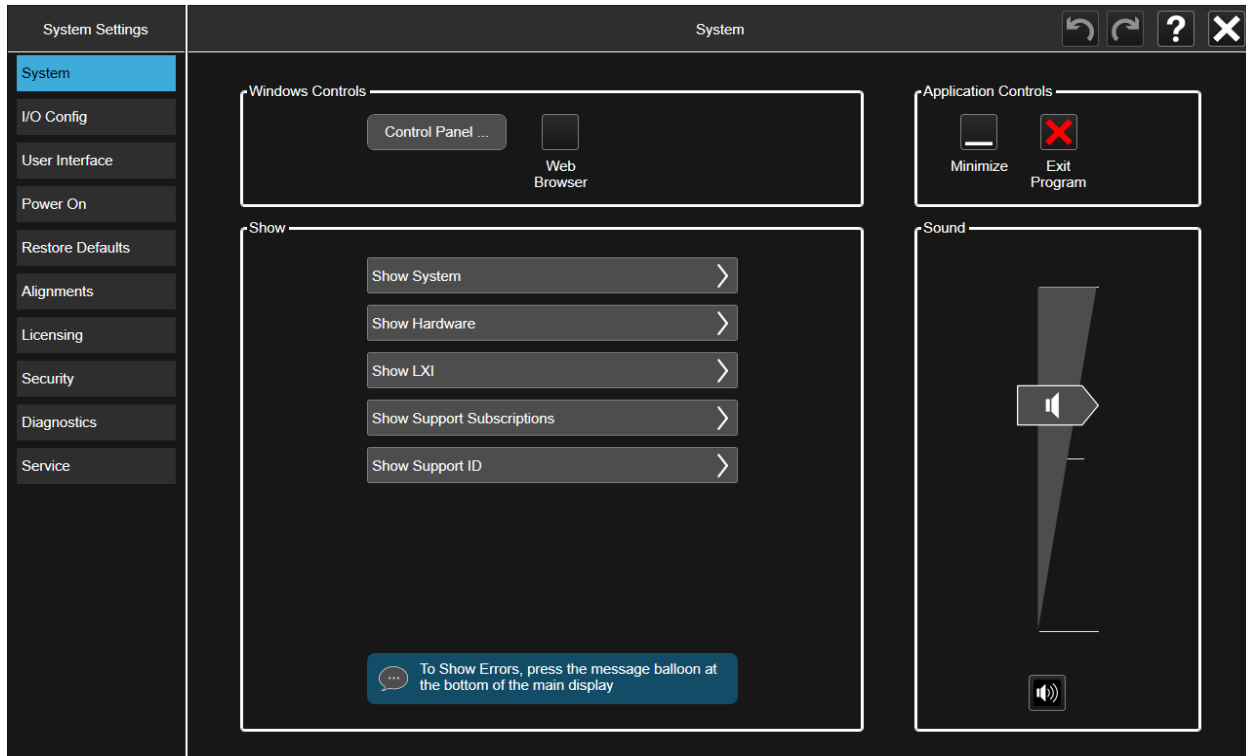 System Settings
System
System
I/O Config
User Interface
Power On
Restore Defaults
Alignments
Licensing
Security
Diagnostics
Service
Windows Controls
Control Panel ...
Web
Browser
Application Controls
Minimize
Exit
Program
Show
Show System
Show Hardware
Show LXI
Show Support Subscriptions
Show Support ID
To Show Errors, press the message balloon at
the bottom of the main display
Sound